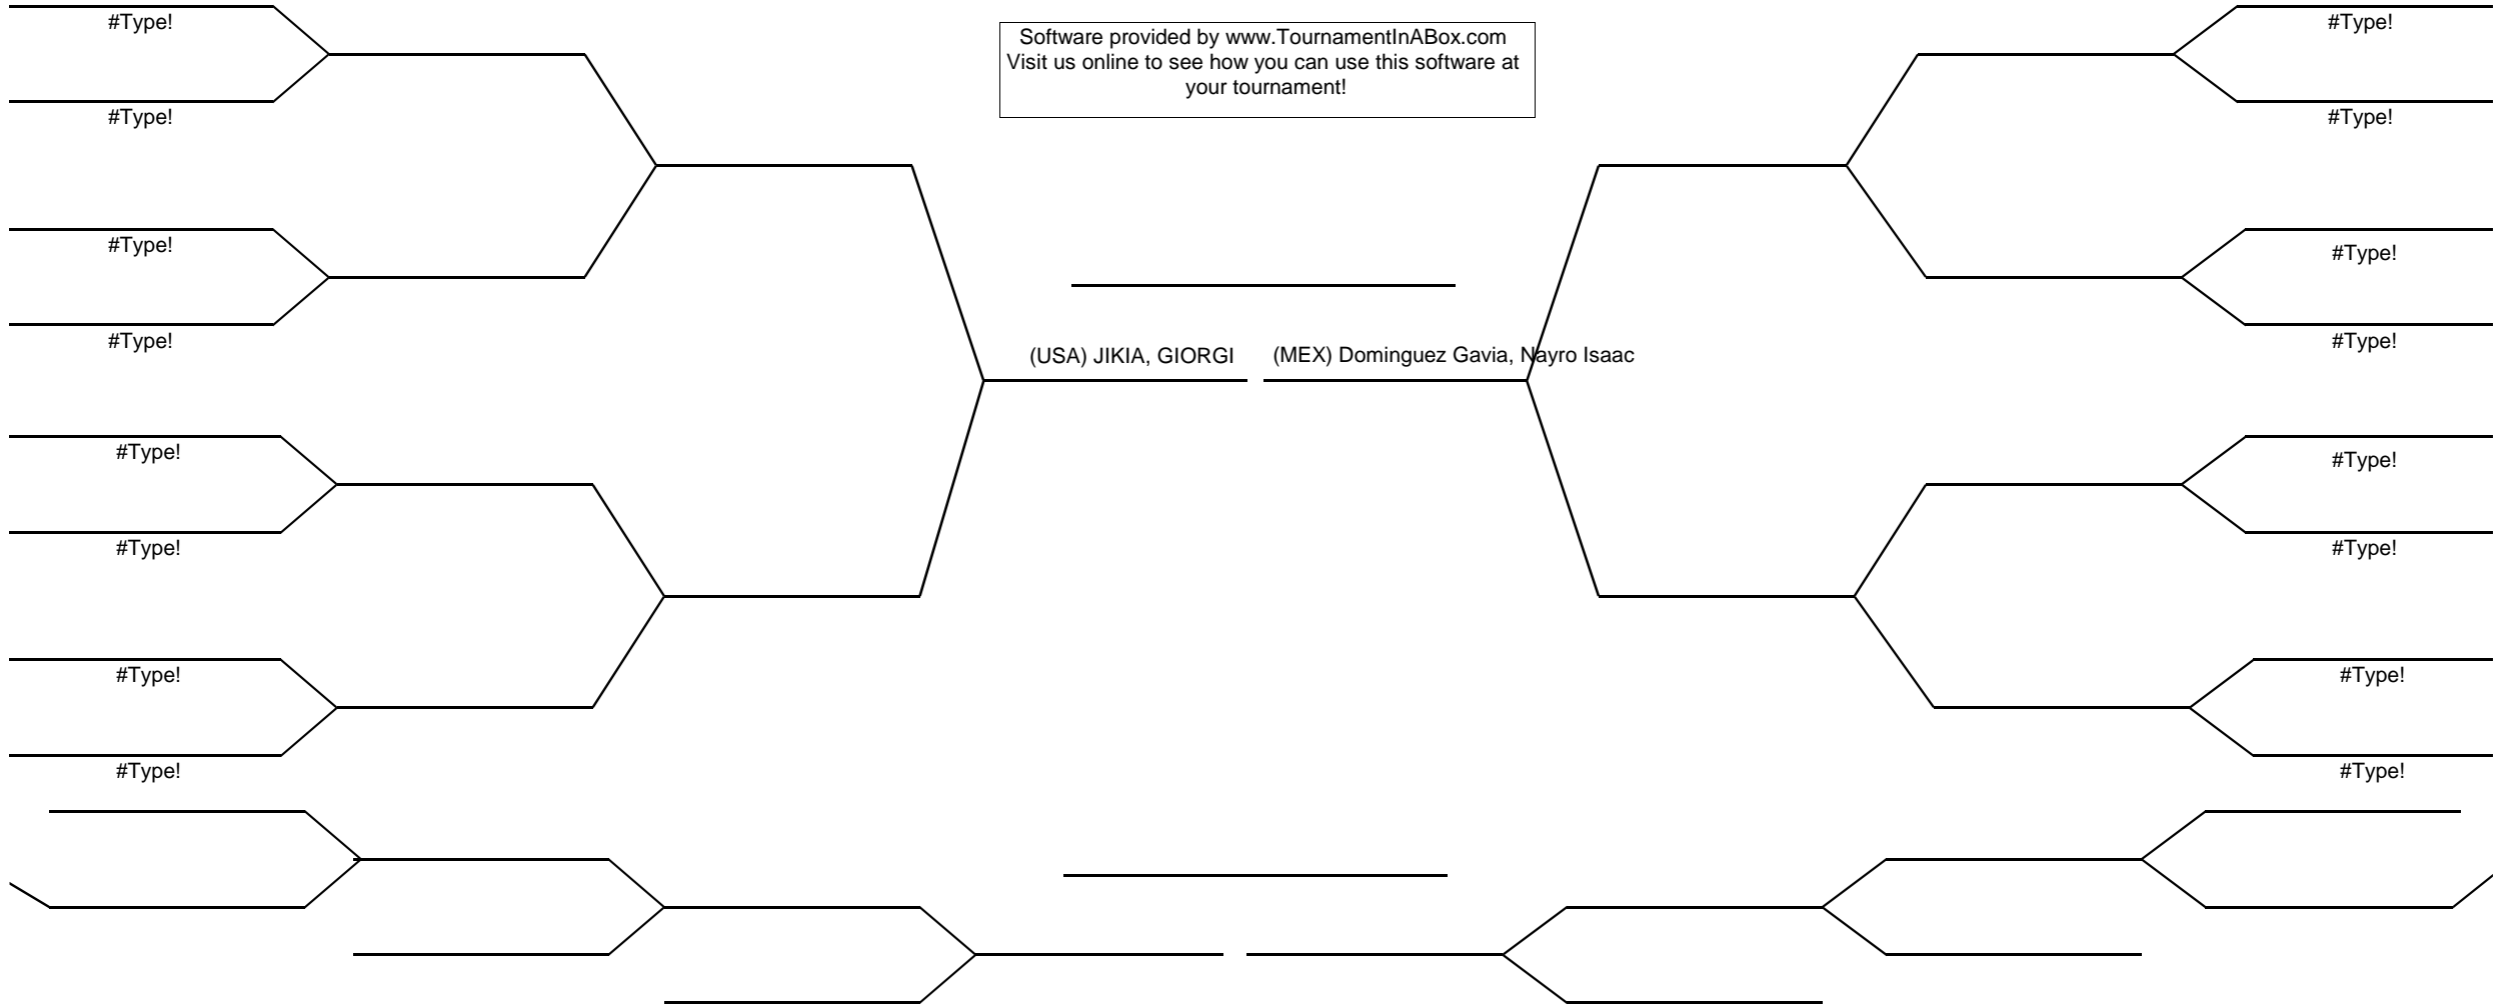 #Type!
#Type!
Software provided by www.TournamentInABox.com
Visit us online to see how you can use this software at
your tournament!
#Type!
#Type!
#Type!
#Type!
#Type!
#Type!
(USA) JIKIA, GIORGI
(MEX) Dominguez Gavia, Nayro Isaac
#Type!
#Type!
#Type!
#Type!
#Type!
#Type!
#Type!
#Type!